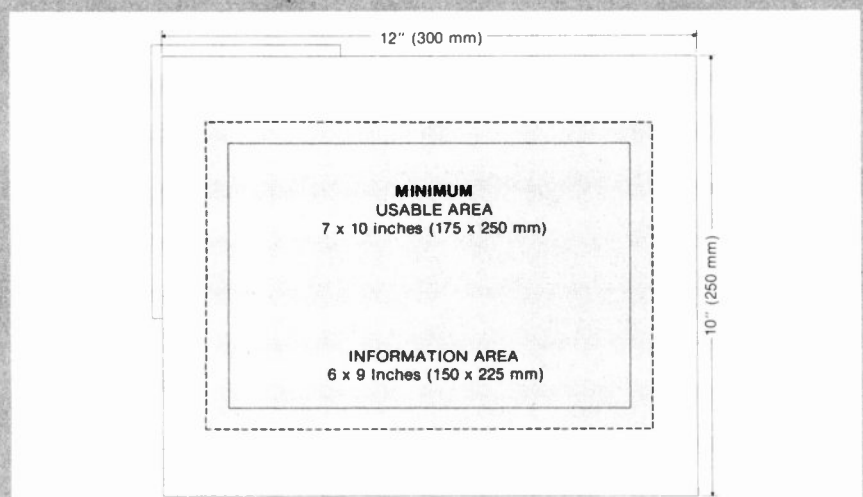 12" (300 mm)
MINIMUM
USABLE AREA
7 x 10 inches (175 x 250 mm)
10" (250 mm)
INFORMATION AREA
6 x 9 Inches (150 x 225 mm)